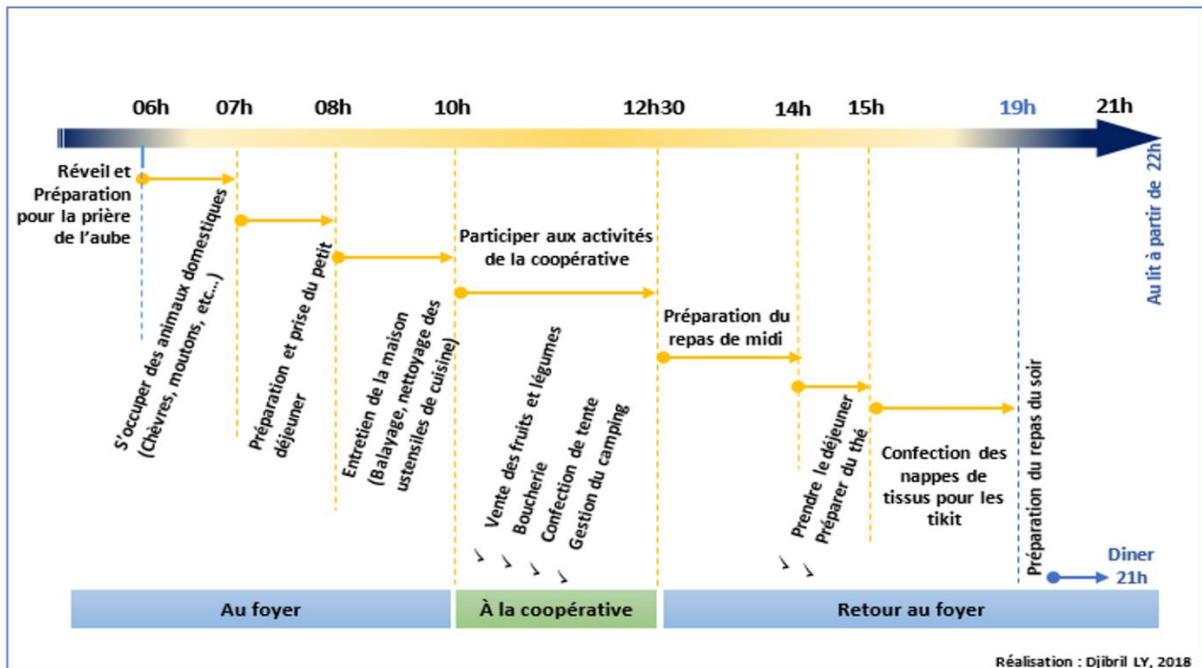 06h 07h 08h 10h 12h30 14h 15h 19h 21h
Réveil et
Préparation
pour la prière
de l'aube
S'occuper des animaux domestiques
(Chèvres, moutons, etc...)
Préparation et prise du petit
déjeuner
Entretien de la maison
(Balayage, nettoyage des
ustensiles de cuisine)
Participer aux activités
de la coopérative
Vente des fruits et légumes
Boucherie
Confection de tente
Gestion du camping
Préparation du
repas de midi
Prendre le déjeuner
Préparer du thé
Confection des
nappes de
tissus pour les
tikit
Préparation du repas du soir
Diner
21h
Au lit à partir de 22h
Au foyer
À la coopérative
Retour au foyer
Réalisation : Djibril LY, 2018